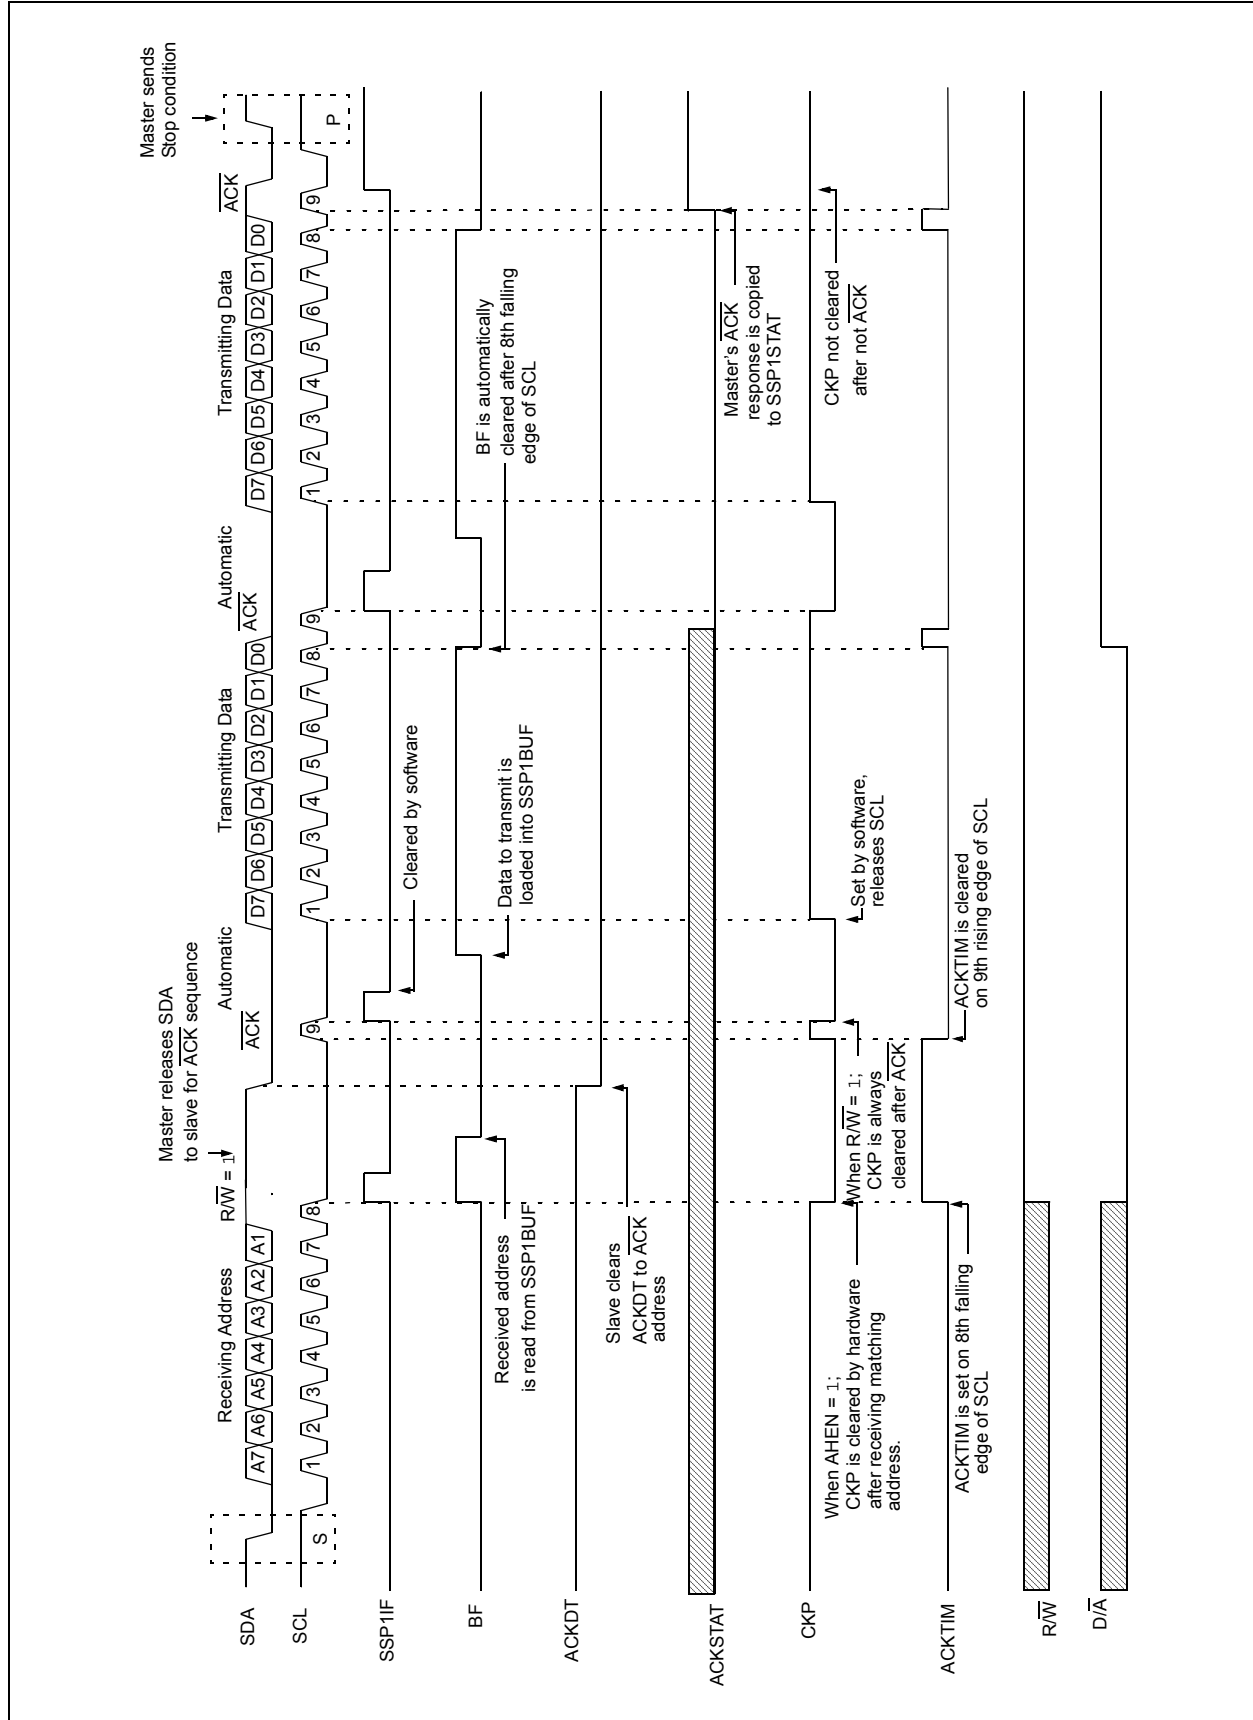 Master sends
Stop condition
Master releases SDA
to slave for ACK sequence
Receiving Address
R/W = 1
Automatic
Transmitting Data
Automatic
Transmitting Data
ACK
ACK
ACK
SDA
A7 A6 A5 A4 A3 A2 A1
D7 D6 D5 D4 D3 D2 D1 D0
D7 D6 D5 D4 D3 D2 D1 D0
SCL
S
1 2 3 4 5 6 7 8 9
1 2 3 4 5 6 7 8 9
1 2 3 4 5 6 7 8 9
P
SSP1IF
Cleared by software
BF
Received address
is read from SSP1BUF
Data to transmit is
loaded into SSP1BUF
BF is automatically
cleared after 8th falling
edge of SCL
ACKDT
Slave clears
ACKDT to ACK
address
ACKSTAT
Master's ACK
response is copied
to SSP1STAT
CKP
When AHEN = 1;
CKP is cleared by hardware
after receiving matching
address.
When R/W = 1;
CKP is always
cleared after ACK
Set by software,
releases SCL
CKP not cleared
after not ACK
ACKTIM
ACKTIM is set on 8th falling
edge of SCL
ACKTIM is cleared
on 9th rising edge of SCL
R/W
D/A